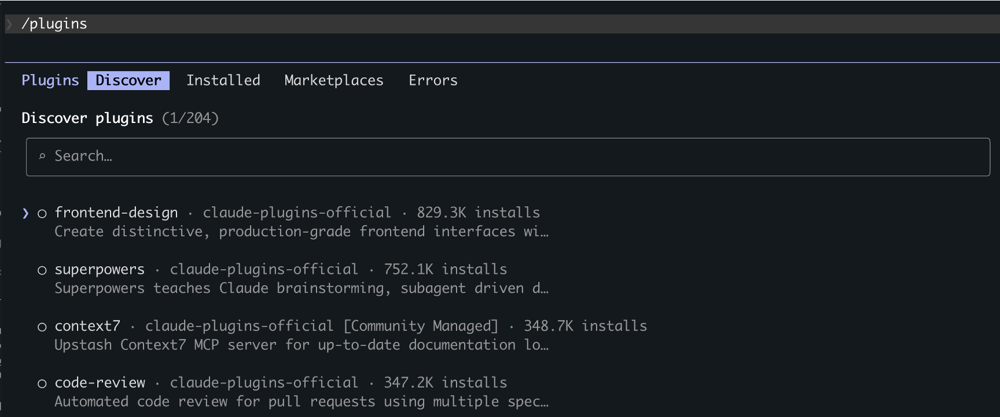 ❯ /plugins
Plugins Discover Installed Marketplaces Errors
Discover plugins (1/204)
⌕ Search…
❯ ○ frontend-design · claude-plugins-official · 829.3K installs
Create distinctive, production-grade frontend interfaces wi…
○ superpowers · claude-plugins-official · 752.1K installs
Superpowers teaches Claude brainstorming, subagent driven d…
○ context7 · claude-plugins-official [Community Managed] · 348.7K installs
Upstash Context7 MCP server for up-to-date documentation lo…
○ code-review · claude-plugins-official · 347.2K installs
Automated code review for pull requests using multiple spec…